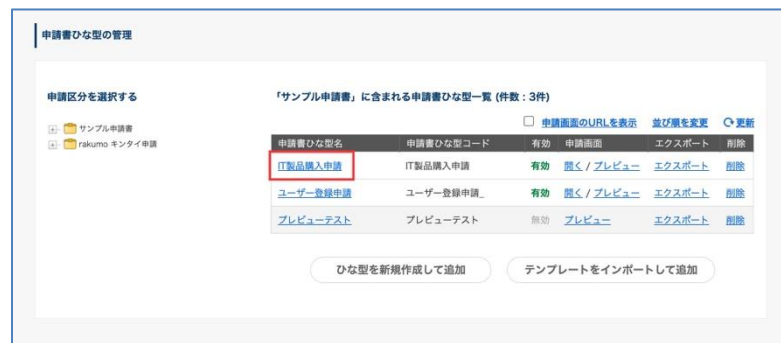 申請書ひな型の管理
申請区分を選択する
サンプル申請書
rakumo キンタイ申請
「サンプル申請書」に含まれる申請書ひな型一覧 (件数 : 3件)
申請画面のURLを表示 並び順を変更 更新
申請書ひな型名 申請書ひな型コード 有効 申請画面 エクスポート 削除
IT製品購入申請 IT製品購入申請 有効 開く / プレビュー エクスポート 削除
ユーザー登録申請 ユーザー登録申請_ 有効 開く / プレビュー エクスポート 削除
プレビューテスト プレビューテスト 無効 プレビュー エクスポート 削除
ひな型を新規作成して追加 テンプレートをインポートして追加